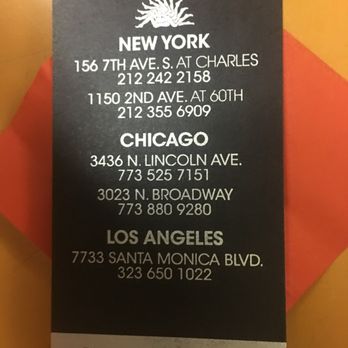 NEW YORK
156 7TH AVE. S. AT CHARLES
212 242 2158
1150 2ND AVE. AT 60TH
212 355 6909
CHICAGO
3436 N. LINCOLN AVE.
773 525 7151
3023 N. BROADWAY
773 880 9280
LOS ANGELES
7733 SANTA MONICA BLVD.
323 650 1022